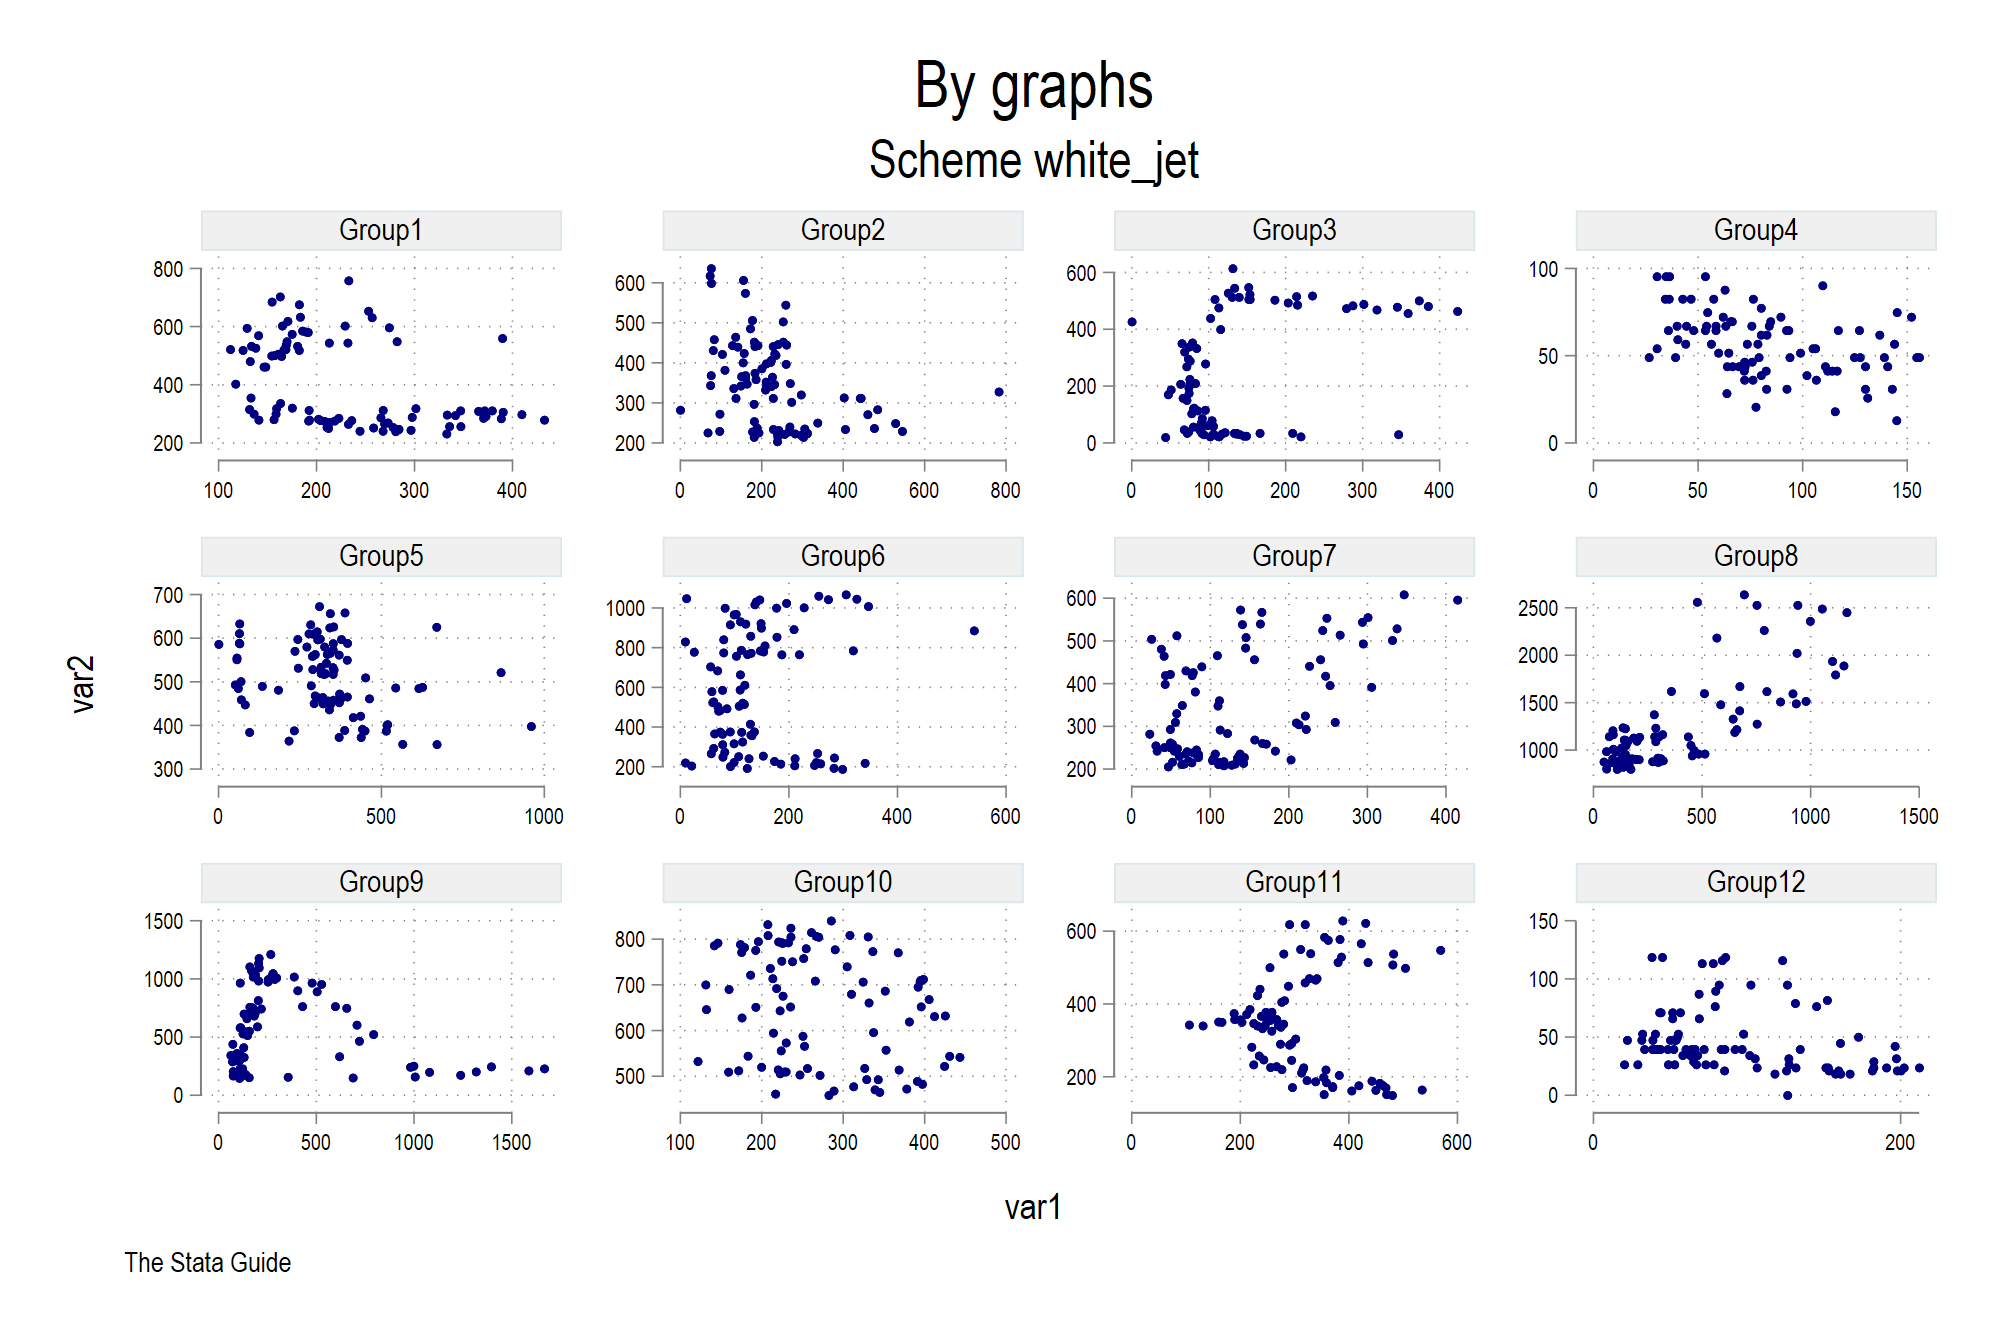 By graphs
Scheme white_jet
Group1 Group2 Group3 Group4
800 600 600 100
600 500 400 50
400 400 200 0
200 300 0
200
100 200 300 400 0 200 400 600 800 0 100 200 300 400 0 50 100 150
Group5 Group6 Group7 Group8
700 1000 600 2500
600 800 500 2000
500 600 400 1500
400 400 300 1000
300 200 200
0 500 1000 0 200 400 600 0 100 200 300 400 0 500 1000 1500
var2
Group9 Group10 Group11 Group12
1500 800 600 150
1000 700 400 100
500 600 200 50
0 500 0
0 500 1000 1500 100 200 300 400 500 0 200 400 600 0 200
var1
The Stata Guide